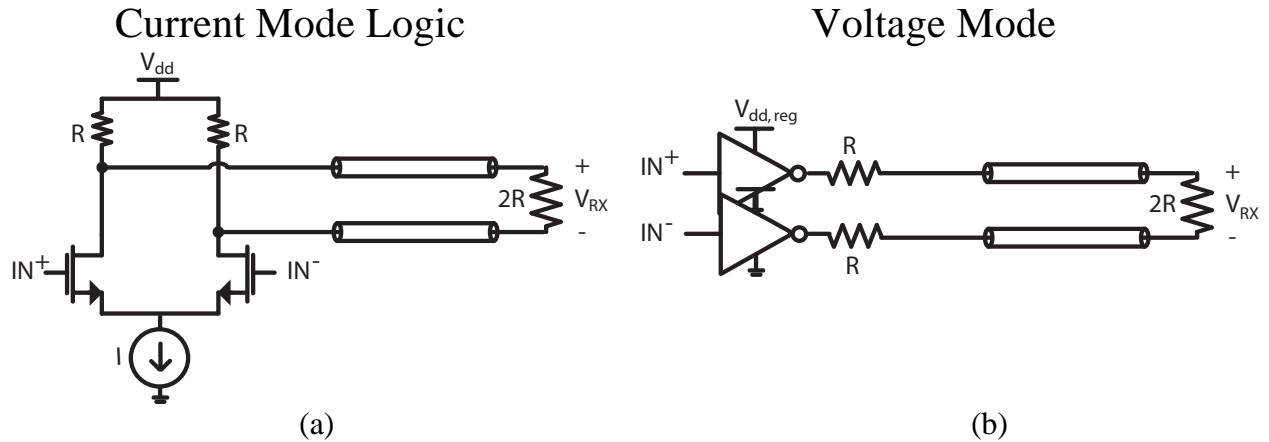 Current Mode Logic
V_dd
R
R
+
2R
V_RX
-
IN^+
IN^-
I
(a)
Voltage Mode
V_dd,reg
IN^+
R
+
2R
V_RX
IN^-
-
R
(b)